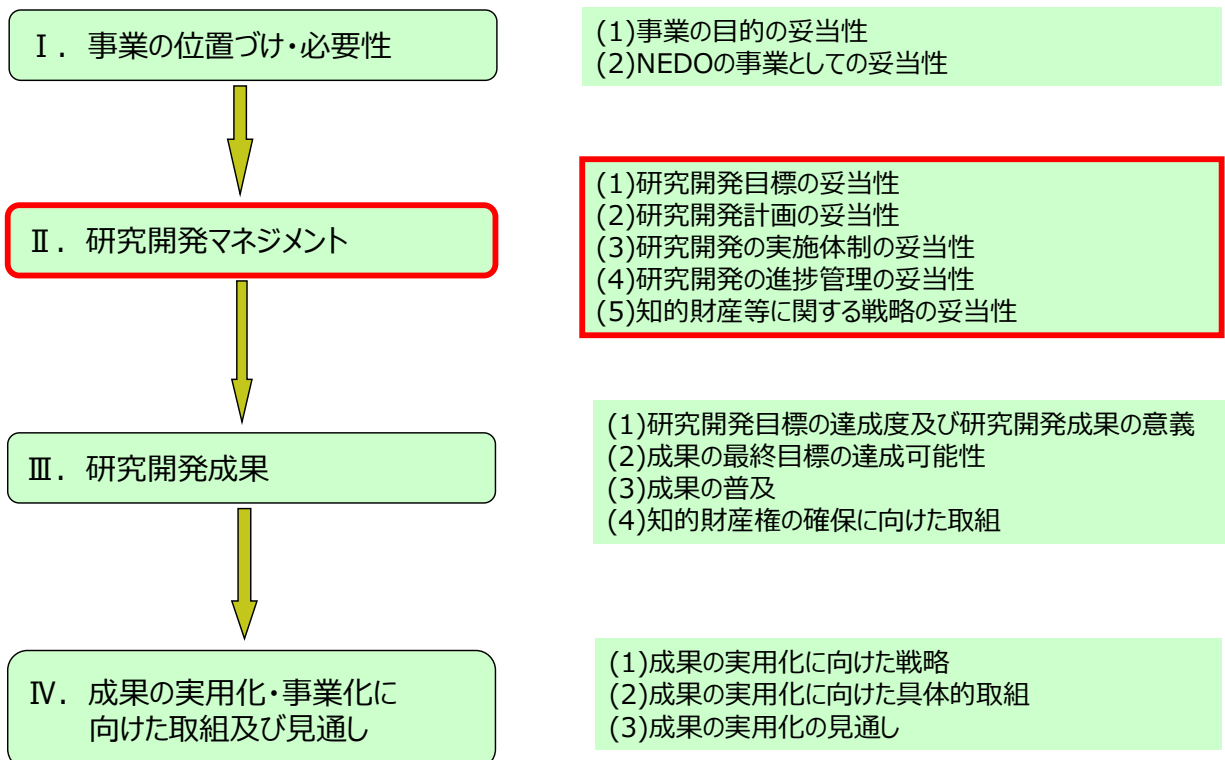 Ⅰ. 事業の位置づけ・必要性
(1)事業の目的の妥当性
(2)NEDOの事業としての妥当性
Ⅱ. 研究開発マネジメント
(1)研究開発目標の妥当性
(2)研究開発計画の妥当性
(3)研究開発の実施体制の妥当性
(4)研究開発の進捗管理の妥当性
(5)知的財産等に関する戦略の妥当性
Ⅲ. 研究開発成果
(1)研究開発目標の達成度及び研究開発成果の意義
(2)成果の最終目標の達成可能性
(3)成果の普及
(4)知的財産権の確保に向けた取組
Ⅳ. 成果の実用化・事業化に
向けた取組及び見通し
(1)成果の実用化に向けた戦略
(2)成果の実用化に向けた具体的取組
(3)成果の実用化の見通し